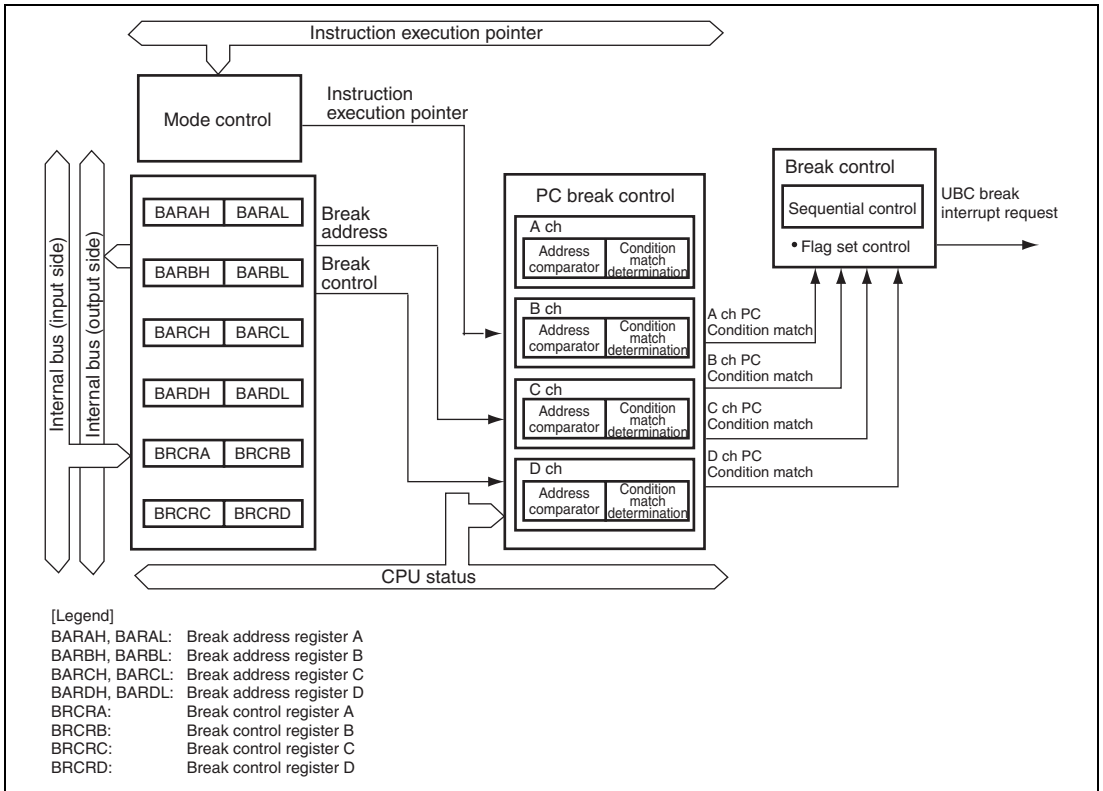 Instruction execution pointer
Mode control
Instruction
execution pointer
Internal bus (input side)
Internal bus (output side)
BARAH BARAL
BARBH BARBL
BARCH BARCL
BARDH BARDL
BRCRA BRCRB
BRCRC BRCRD
Break
address
Break
control
PC break control
A ch
Address
comparator
Condition
match
determination
B ch
Address
comparator
Condition
match
determination
C ch
Address
comparator
Condition
match
determination
D ch
Address
comparator
Condition
match
determination
A ch PC
Condition match
B ch PC
Condition match
C ch PC
Condition match
D ch PC
Condition match
Break control
Sequential control
• Flag set control
UBC break
interrupt request
CPU status
[Legend]
BARAH, BARAL: Break address register A
BARBH, BARBL: Break address register B
BARCH, BARCL: Break address register C
BARDH, BARDL: Break address register D
BRCRA: Break control register A
BRCRB: Break control register B
BRCRC: Break control register C
BRCRD: Break control register D